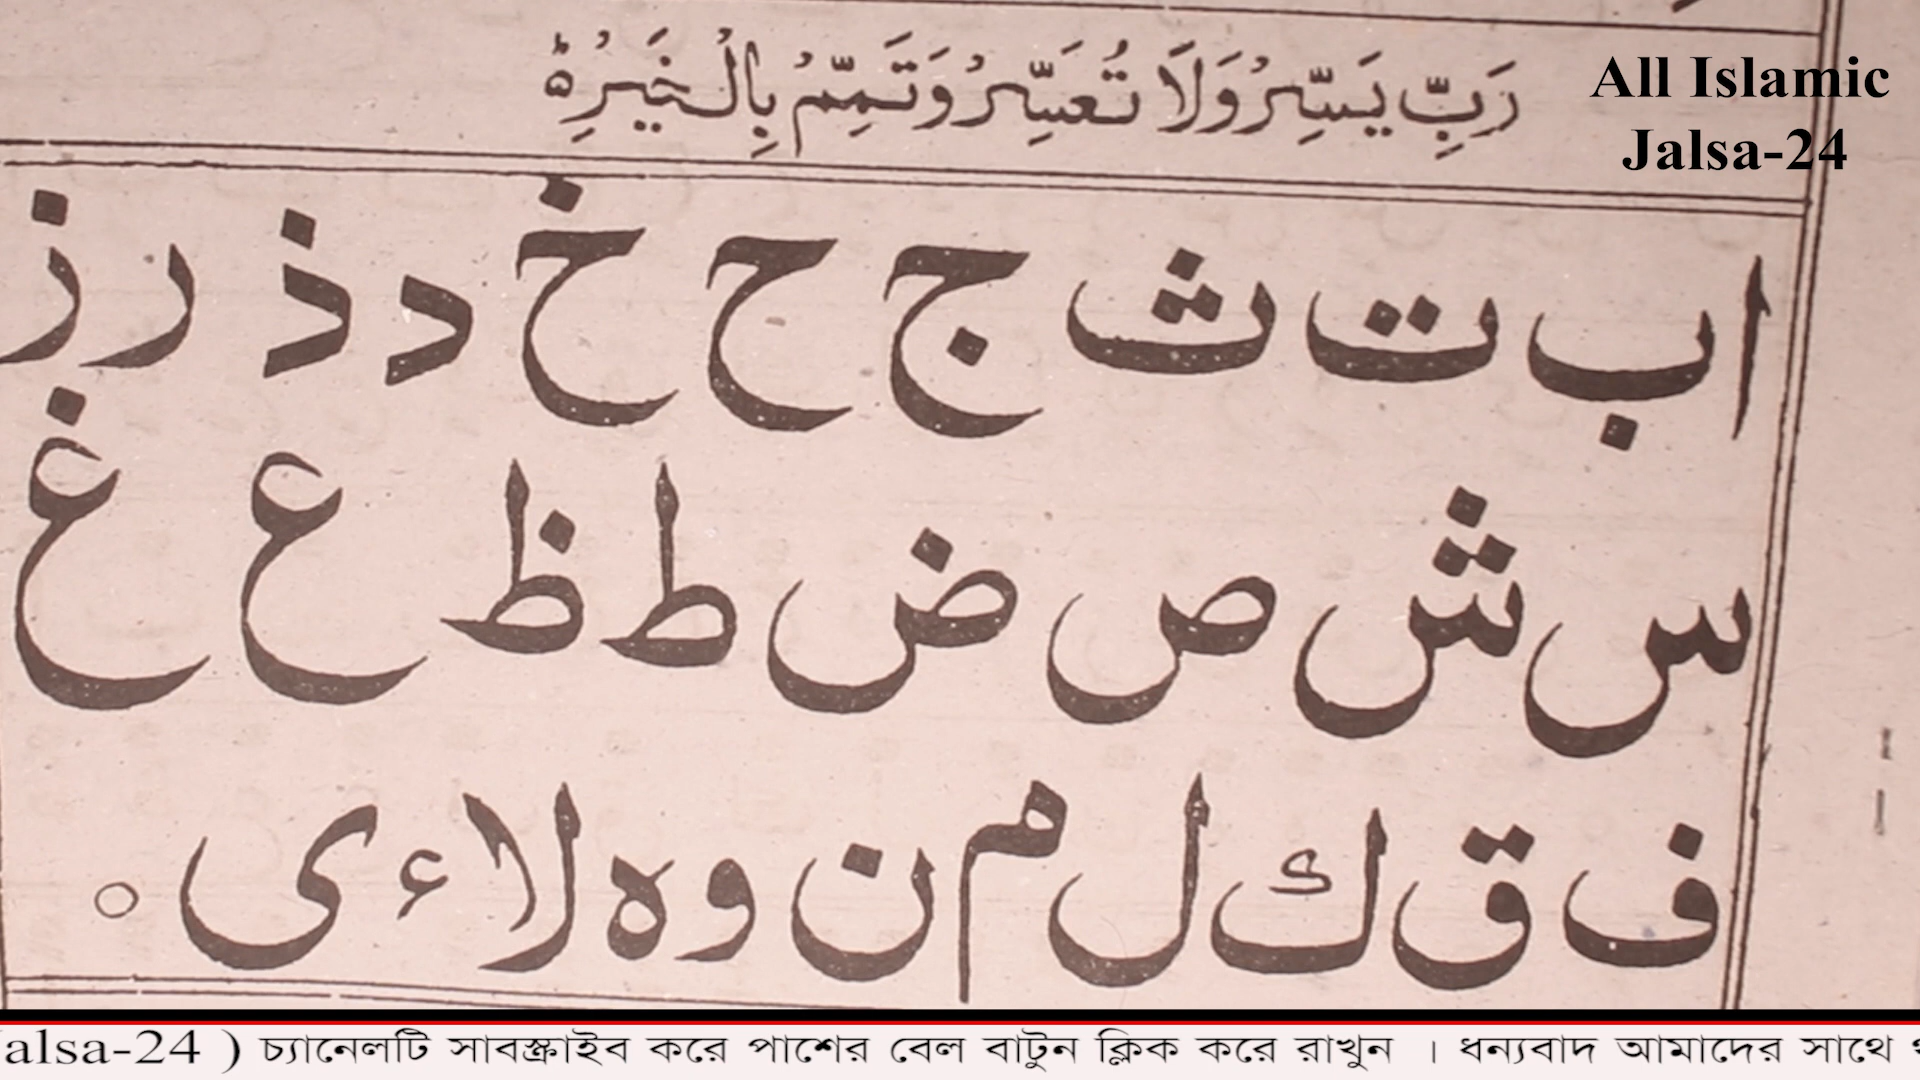 رَبِّ يَسِّرْ وَلَا تُعَسِّرْ وَتَمِّمْ بِالْخَيْرِ
All Islamic
Jalsa-24
ا ب ت ث ج ح خ د ذ ر ز
س ش ص ض ط ظ ع غ
ف ق ك ل م ن و ه لا ء ی ○
alsa-24 ) চ্যানেলটি সাবস্ক্রাইব করে পাশের বেল বাটুন ক্লিক করে রাখুন । ধন্যবাদ আমাদের সাথে